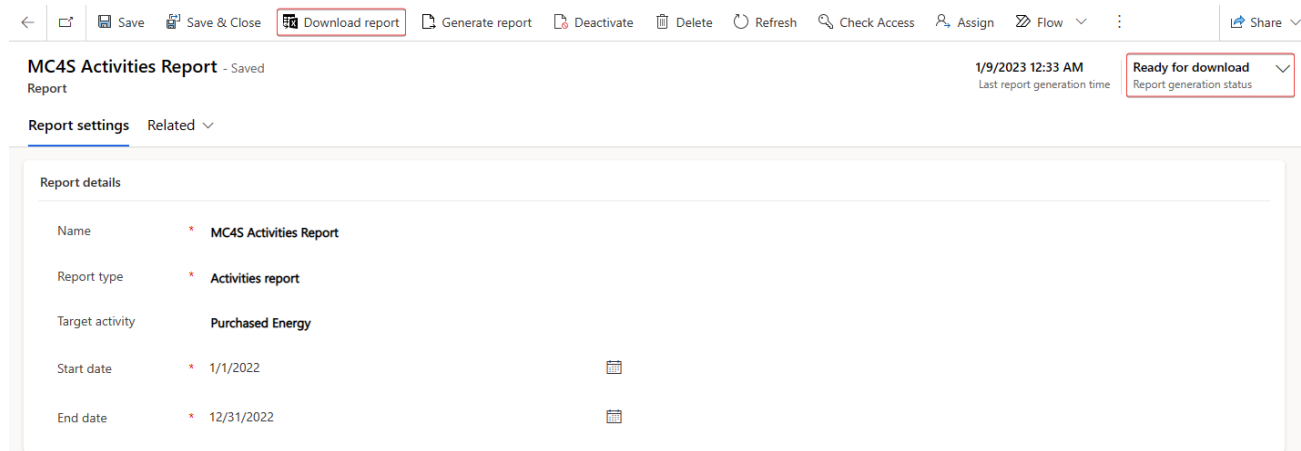 Save Save & Close Download report Generate report Deactivate Delete Refresh Check Access Assign Flow Share
MC4S Activities Report - Saved
Report
1/9/2023 12:33 AM
Last report generation time
Ready for download
Report generation status
Report settings Related
Report details
Name * MC4S Activities Report
Report type * Activities report
Target activity Purchased Energy
Start date * 1/1/2022
End date * 12/31/2022